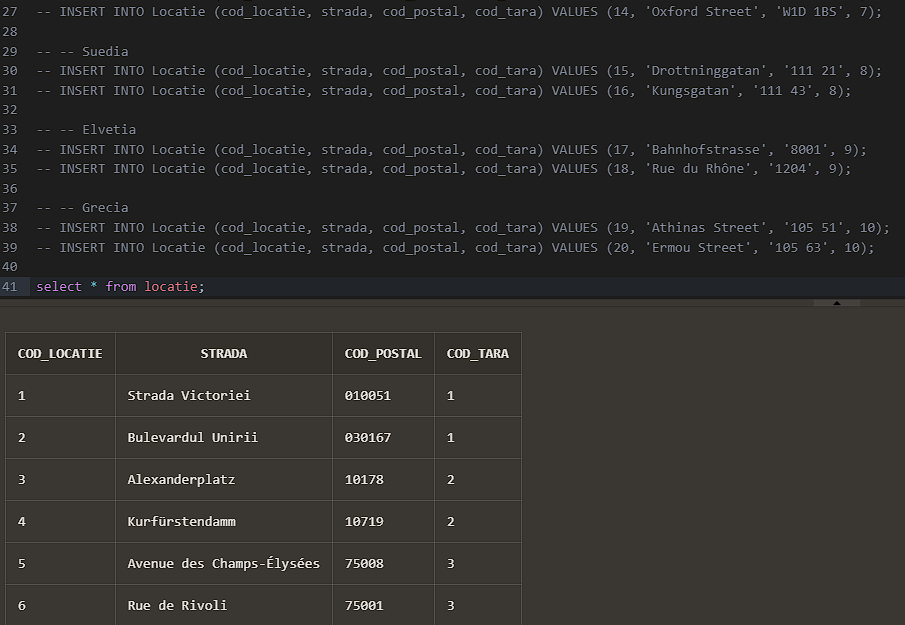 27 -- INSERT INTO Locatie (cod_locatie, strada, cod_postal, cod_tara) VALUES (14, 'Oxford Street', 'W1D 1BS', 7);
28
29 -- -- Suedia
30 -- INSERT INTO Locatie (cod_locatie, strada, cod_postal, cod_tara) VALUES (15, 'Drottninggatan', '111 21', 8);
31 -- INSERT INTO Locatie (cod_locatie, strada, cod_postal, cod_tara) VALUES (16, 'Kungsgatan', '111 43', 8);
32
33 -- -- Elvetia
34 -- INSERT INTO Locatie (cod_locatie, strada, cod_postal, cod_tara) VALUES (17, 'Bahnhofstrasse', '8001', 9);
35 -- INSERT INTO Locatie (cod_locatie, strada, cod_postal, cod_tara) VALUES (18, 'Rue du Rhône', '1204', 9);
36
37 -- -- Grecia
38 -- INSERT INTO Locatie (cod_locatie, strada, cod_postal, cod_tara) VALUES (19, 'Athinas Street', '105 51', 10);
39 -- INSERT INTO Locatie (cod_locatie, strada, cod_postal, cod_tara) VALUES (20, 'Ermou Street', '105 63', 10);
40
41 select * from locatie;
COD_LOCATIE STRADA COD_POSTAL COD_TARA
1 Strada Victoriei 010051 1
2 Bulevardul Unirii 030167 1
3 Alexanderplatz 10178 2
4 Kurfürstendamm 10719 2
5 Avenue des Champs-Élysées 75008 3
6 Rue de Rivoli 75001 3